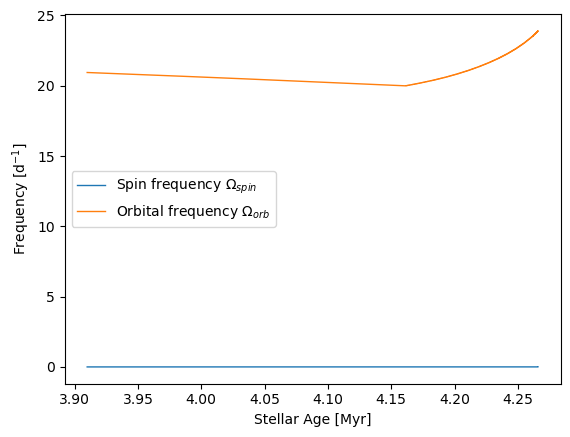 25
20
15
10
5
0
Frequency [d⁻¹]
Spin frequency Ω_spin
Orbital frequency Ω_orb
3.90 3.95 4.00 4.05 4.10 4.15 4.20 4.25
Stellar Age [Myr]